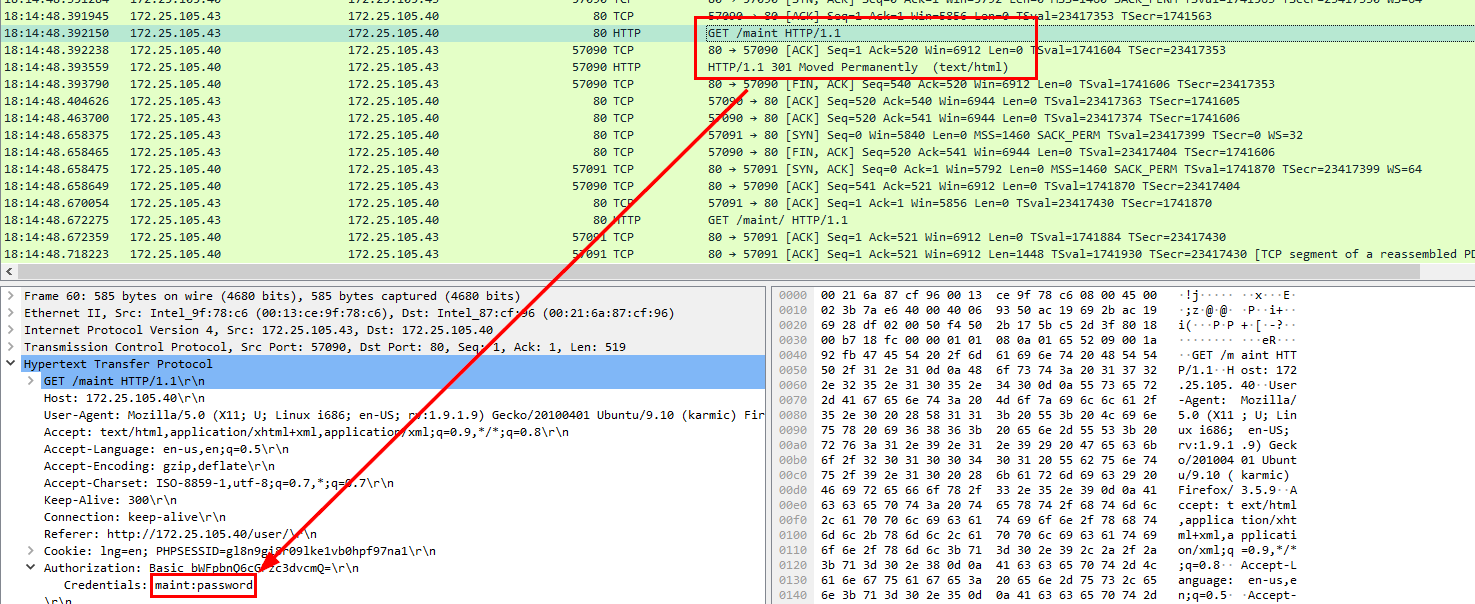 18:14:48.391945 172.25.105.43 172.25.105.40 80 TCP 57090 → 80 [ACK] Seq=1 Ack=1 Win=5856 Len=0 TSval=23417353 TSecr=1741563
18:14:48.392150 172.25.105.43 172.25.105.40 80 HTTP GET /maint HTTP/1.1
18:14:48.392238 172.25.105.40 172.25.105.43 57090 TCP 80 → 57090 [ACK] Seq=1 Ack=520 Win=6912 Len=0 TSval=1741604 TSecr=23417353
18:14:48.393559 172.25.105.40 172.25.105.43 57090 HTTP HTTP/1.1 301 Moved Permanently (text/html)
18:14:48.393790 172.25.105.40 172.25.105.43 57090 TCP 80 → 57090 [FIN, ACK] Seq=540 Ack=520 Win=6912 Len=0 TSval=1741606 TSecr=23417353
18:14:48.404626 172.25.105.43 172.25.105.40 80 TCP 57090 → 80 [ACK] Seq=520 Ack=540 Win=6944 Len=0 TSval=23417363 TSecr=1741605
18:14:48.463700 172.25.105.43 172.25.105.40 80 TCP 57090 → 80 [ACK] Seq=520 Ack=541 Win=6944 Len=0 TSval=23417374 TSecr=1741606
18:14:48.658375 172.25.105.43 172.25.105.40 80 TCP 57091 → 80 [SYN] Seq=0 Win=5840 Len=0 MSS=1460 SACK_PERM TSval=23417399 TSecr=0 WS=32
18:14:48.658465 172.25.105.43 172.25.105.40 80 TCP 57090 → 80 [FIN, ACK] Seq=520 Ack=541 Win=6944 Len=0 TSval=23417404 TSecr=1741606
18:14:48.658475 172.25.105.40 172.25.105.43 57091 TCP 80 → 57091 [SYN, ACK] Seq=0 Ack=1 Win=5792 Len=0 MSS=1460 SACK_PERM TSval=1741870 TSecr=23417399 WS=64
18:14:48.658649 172.25.105.40 172.25.105.43 57090 TCP 80 → 57090 [ACK] Seq=541 Ack=521 Win=6912 Len=0 TSval=1741870 TSecr=23417404
18:14:48.670054 172.25.105.43 172.25.105.40 80 TCP 57091 → 80 [ACK] Seq=1 Ack=1 Win=5856 Len=0 TSval=23417430 TSecr=1741870
18:14:48.672275 172.25.105.43 172.25.105.40 80 HTTP GET /maint/ HTTP/1.1
18:14:48.672359 172.25.105.40 172.25.105.43 57091 TCP 80 → 57091 [ACK] Seq=1 Ack=521 Win=6912 Len=0 TSval=1741884 TSecr=23417430
18:14:48.718223 172.25.105.40 172.25.105.43 57091 TCP 80 → 57091 [ACK] Seq=1 Ack=521 Win=6912 Len=1448 TSval=1741930 TSecr=23417430 [TCP segment of a reassembled PD
Frame 60: 585 bytes on wire (4680 bits), 585 bytes captured (4680 bits)
Ethernet II, Src: Intel_9f:78:c6 (00:13:ce:9f:78:c6), Dst: Intel_87:cf:96 (00:21:6a:87:cf:96)
Internet Protocol Version 4, Src: 172.25.105.43, Dst: 172.25.105.40
Transmission Control Protocol, Src Port: 57090, Dst Port: 80, Seq: 1, Ack: 1, Len: 519
Hypertext Transfer Protocol
GET /maint HTTP/1.1\r\n
Host: 172.25.105.40\r\n
User-Agent: Mozilla/5.0 (X11; U; Linux i686; en-US; rv:1.9.1.9) Gecko/20100401 Ubuntu/9.10 (karmic) Fir
Accept: text/html,application/xhtml+xml,application/xml;q=0.9,*/*;q=0.8\r\n
Accept-Language: en-us,en;q=0.5\r\n
Accept-Encoding: gzip,deflate\r\n
Accept-Charset: ISO-8859-1,utf-8;q=0.7,*;q=0.7\r\n
Keep-Alive: 300\r\n
Connection: keep-alive\r\n
Referer: http://172.25.105.40/user/\r\n
Cookie: lng=en;
Authorization: Basic
Credentials: maint:password
\r\n
0000 00 21 6a 87 cf 96 00 13 ce 9f 78 c6 08 00 45 00 ·!j····· ··x···E·
0010 02 3b 7a e6 40 00 40 06 93 50 ac 19 69 2b ac 19 ·;z·@·@· ·P··i+··
0020 69 28 df 02 00 50 f4 50 2b 17 5b c5 2d 3f 80 18 i(···P·P +·[·-?··
0030 00 b7 18 fc 00 00 01 01 08 0a 01 65 52 09 00 1a ········ ···eR···
0040 92 fb 47 45 54 20 2f 6d 61 69 6e 74 20 48 54 54 ··GET /m aint HTT
0050 50 2f 31 2e 31 0d 0a 48 6f 73 74 3a 20 31 37 32 P/1.1··H ost: 172
0060 2e 32 35 2e 31 30 35 2e 34 30 0d 0a 55 73 65 72 .25.105. 40··User
0070 2d 41 67 65 6e 74 3a 20 4d 6f 7a 69 6c 6c 61 2f -Agent: Mozilla/
0080 35 2e 30 20 28 58 31 31 3b 20 55 3b 20 4c 69 6e 5.0 (X11 ; U; Lin
0090 75 78 20 69 36 38 36 3b 20 65 6e 2d 55 53 3b 20 ux i686; en-US;
00a0 72 76 3a 31 2e 39 2e 31 2e 39 29 20 47 65 63 6b rv:1.9.1 .9) Geck
00b0 6f 2f 32 30 31 30 30 34 30 31 20 55 62 75 6e 74 o/201004 01 Ubunt
00c0 75 2f 39 2e 31 30 20 28 6b 61 72 6d 69 63 29 20 u/9.10 ( karmic)
00d0 46 69 72 65 66 6f 78 2f 33 2e 35 2e 39 0d 0a 41 Firefox/ 3.5.9··A
00e0 63 63 65 70 74 3a 20 74 65 78 74 2f 68 74 6d 6c ccept: t ext/html
00f0 2c 61 70 70 6c 69 63 61 74 69 6f 6e 2f 78 68 74 ,applica tion/xht
0100 6d 6c 2b 78 6d 6c 2c 61 70 70 6c 69 63 61 74 69 ml+xml,a pplicati
0110 6f 6e 2f 78 6d 6c 3b 71 3d 30 2e 39 2c 2a 2f 2a on/xml;q =0.9,*/*
0120 3b 71 3d 30 2e 38 0d 0a 41 63 63 65 70 74 2d 4c ;q=0.8·· Accept-L
0130 61 6e 67 75 61 67 65 3a 20 65 6e 2d 75 73 2c 65 anguage: en-us,e
0140 6e 3b 71 3d 30 2e 35 0d 0a 41 63 63 65 70 74 2d n;q=0.5· ·Accept-